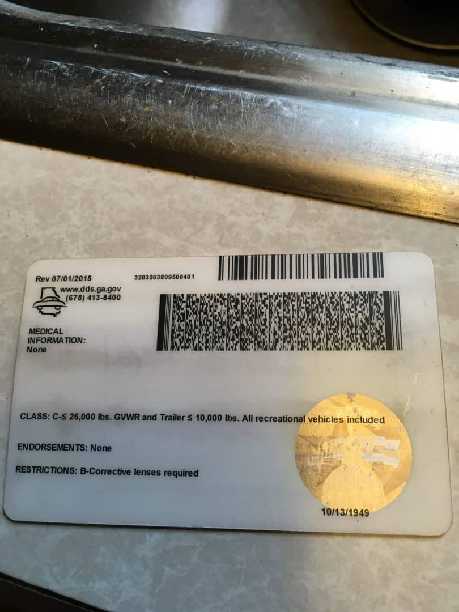 Rev 07/01/2015
www.dds.ga.gov
(678) 413-8400
MEDICAL
INFORMATION:
None
CLASS: C-≤ 26,000 lbs. GVWR and Trailer ≤ 10,000 lbs. All recreational vehicles included
ENDORSEMENTS: None
RESTRICTIONS: B-Corrective lenses required
10/13/1949